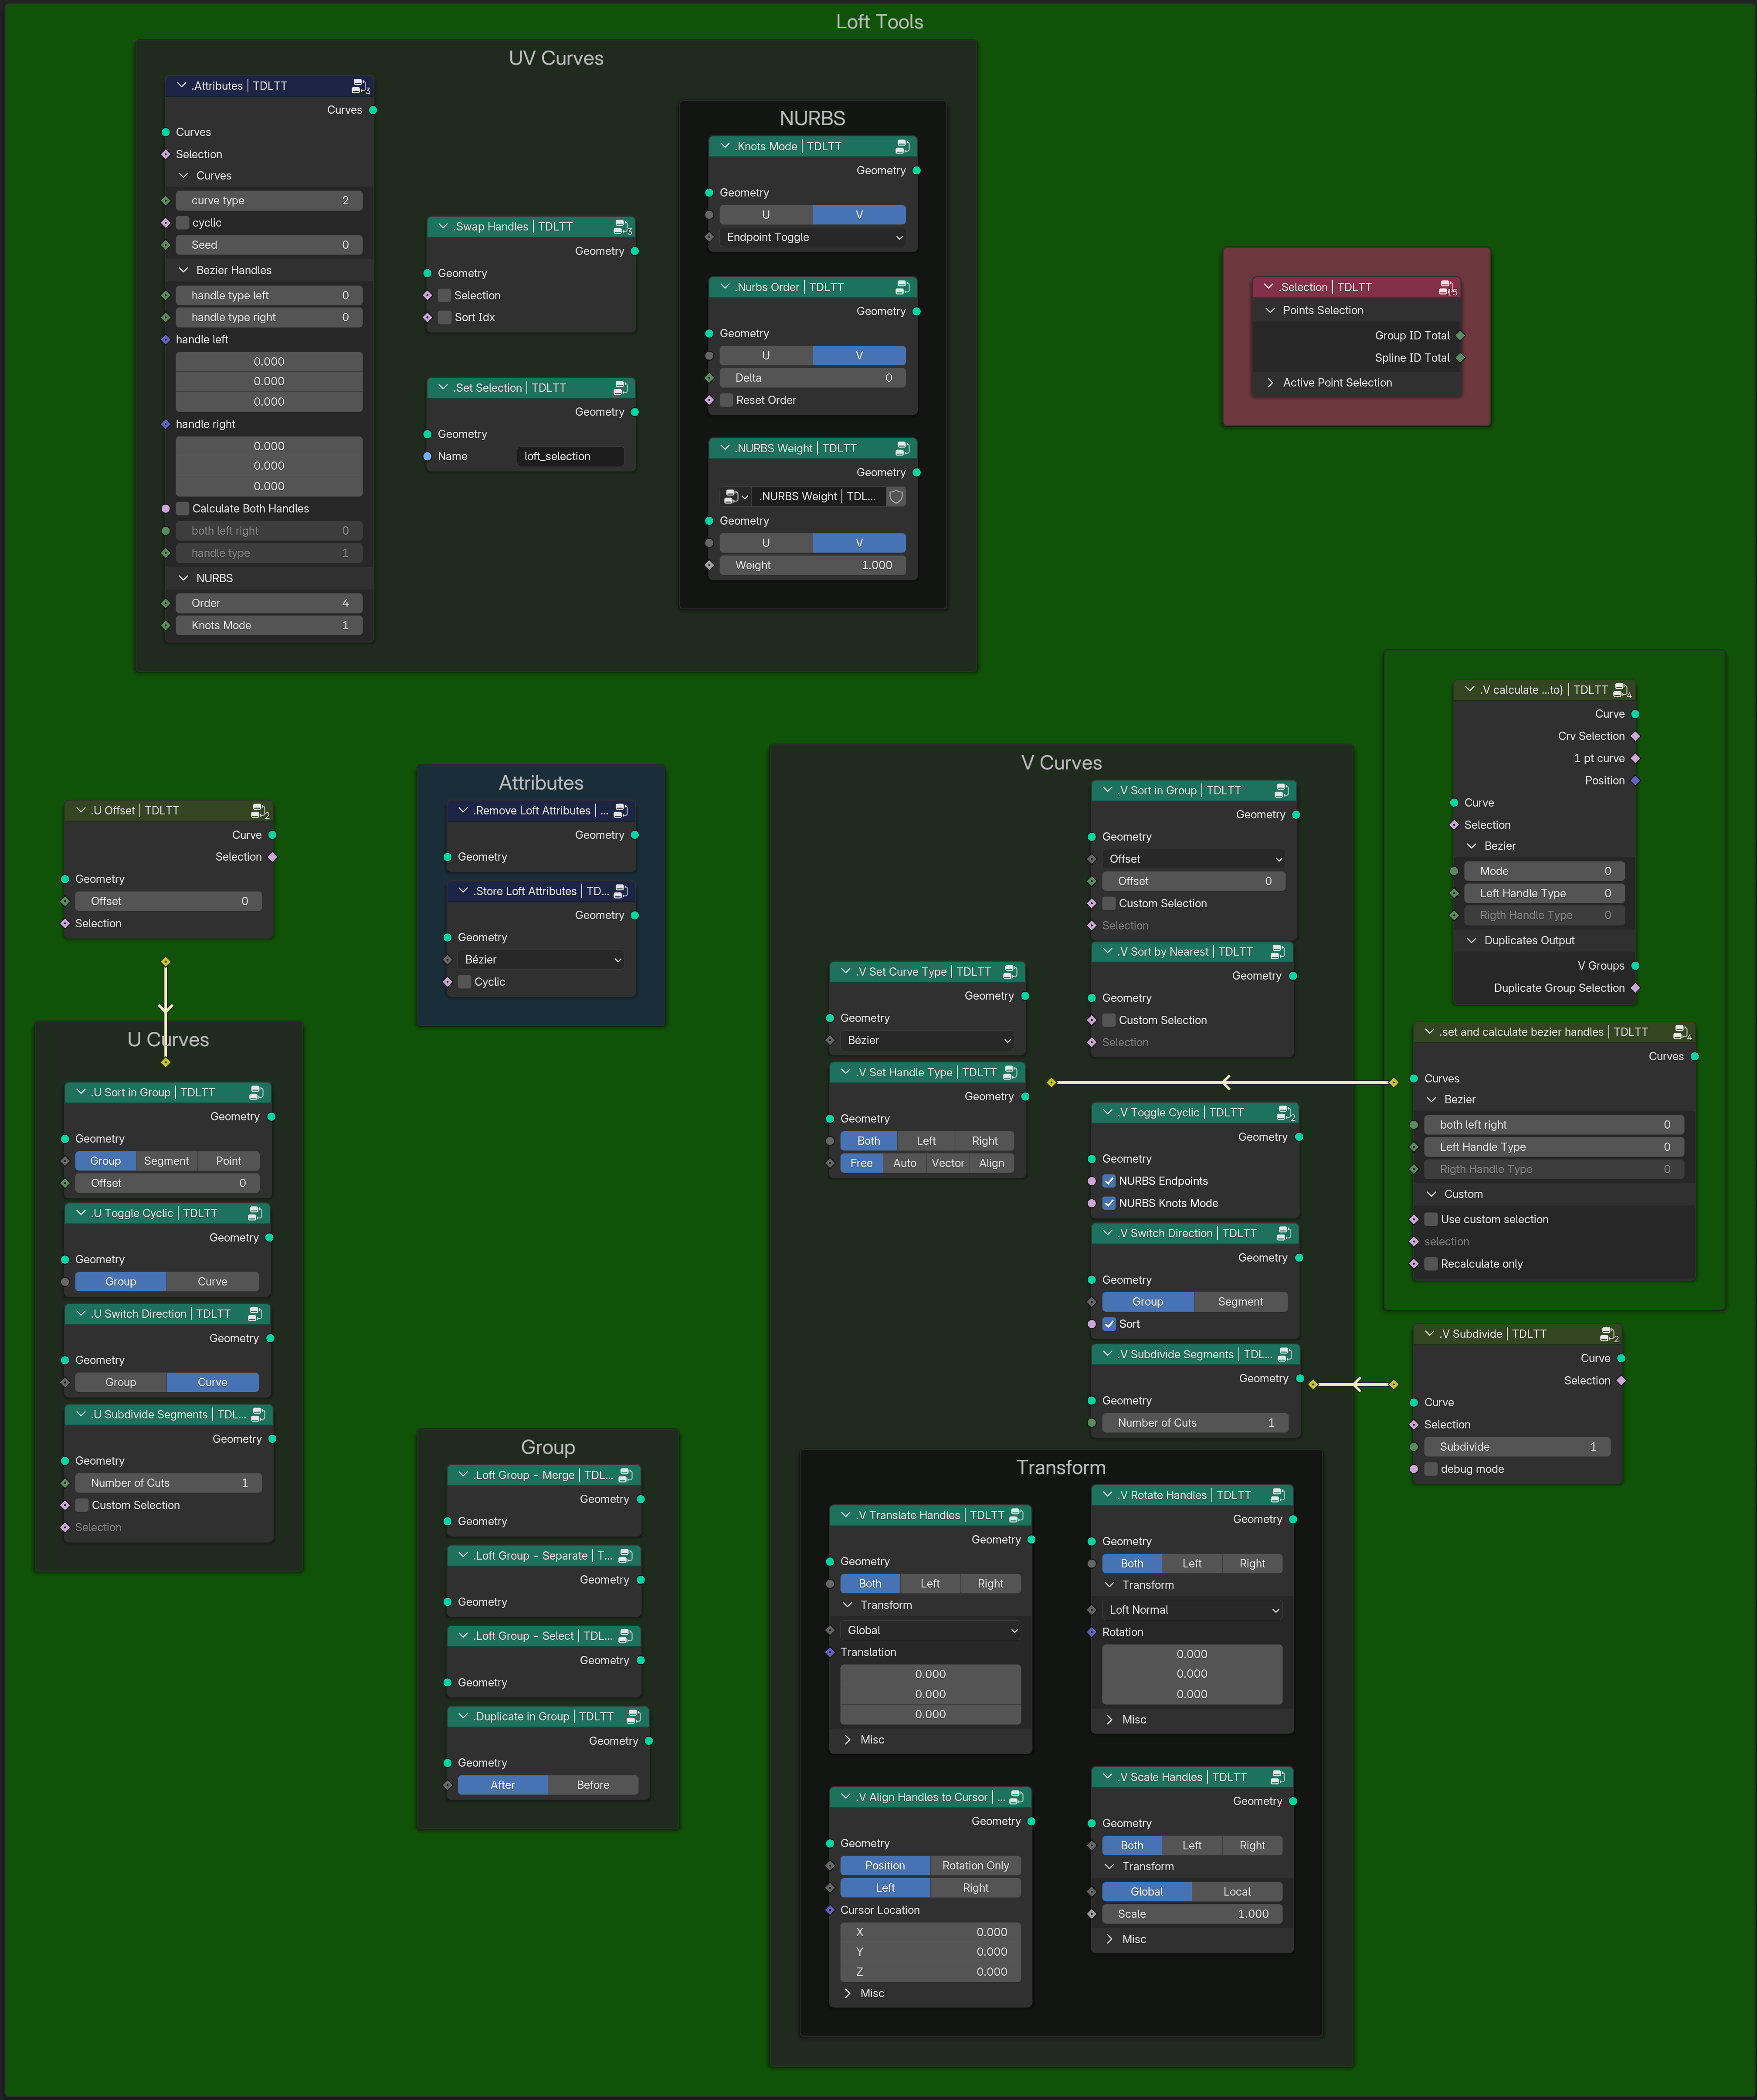 Loft Tools
UV Curves
.Attributes | TDLTT
3
Curves
Curves
Selection
Curves
curve type 2
cyclic
Seed 0
Bezier Handles
handle type left 0
handle type right 0
handle left
0.000
0.000
0.000
handle right
0.000
0.000
0.000
Calculate Both Handles
both left right 0
handle type 1
NURBS
Order 4
Knots Mode 1
.Swap Handles | TDLTT
3
Geometry
Geometry
Selection
Sort Idx
.Set Selection | TDLTT
Geometry
Geometry
Name loft_selection
NURBS
.Knots Mode | TDLTT
Geometry
Geometry
U V
Endpoint Toggle
.Nurbs Order | TDLTT
Geometry
Geometry
U V
Delta 0
Reset Order
.NURBS Weight | TDLTT
Geometry
.NURBS Weight | TDL...
Geometry
U V
Weight 1.000
.Selection | TDLTT
Points Selection
Group ID Total
Spline ID Total
Active Point Selection
.V calculate ...to) | TDLTT
4
Curve
Crv Selection
1 pt curve
Position
Curve
Selection
Bezier
Mode 0
Left Handle Type 0
Rigth Handle Type 0
Duplicates Output
V Groups
Duplicate Group Selection
.set and calculate bezier handles | TDLTT
4
Curves
Curves
Bezier
both left right 0
Left Handle Type 0
Rigth Handle Type 0
Custom
Use custom selection
selection
Recalculate only
.V Subdivide | TDLTT
2
Curve
Selection
Curve
Selection
Subdivide 1
debug mode
.U Offset | TDLTT
2
Curve
Selection
Geometry
Offset 0
Selection
U Curves
.U Sort in Group | TDLTT
Geometry
Geometry
Group Segment Point
Offset 0
.U Toggle Cyclic | TDLTT
Geometry
Geometry
Group Curve
.U Switch Direction | TDLTT
Geometry
Geometry
Group Curve
.U Subdivide Segments | TDL...
Geometry
Geometry
Number of Cuts 1
Custom Selection
Selection
Attributes
.Remove Loft Attributes | ...
Geometry
Geometry
.Store Loft Attributes | TD...
Geometry
Geometry
Bézier
Cyclic
Group
.Loft Group - Merge | TDL...
Geometry
Geometry
.Loft Group - Separate | T...
Geometry
Geometry
.Loft Group - Select | TDL...
Geometry
Geometry
.Duplicate in Group | TDLTT
Geometry
Geometry
After Before
V Curves
.V Sort in Group | TDLTT
Geometry
Geometry
Offset
Offset 0
Custom Selection
Selection
.V Sort by Nearest | TDLTT
Geometry
Geometry
Custom Selection
Selection
.V Set Curve Type | TDLTT
Geometry
Geometry
Bézier
.V Set Handle Type | TDLTT
Geometry
Geometry
Both Left Right
Free Auto Vector Align
.V Toggle Cyclic | TDLTT
2
Geometry
Geometry
NURBS Endpoints
NURBS Knots Mode
.V Switch Direction | TDLTT
Geometry
Geometry
Group Segment
Sort
.V Subdivide Segments | TDL...
Geometry
Geometry
Number of Cuts 1
Transform
.V Translate Handles | TDLTT
Geometry
Geometry
Both Left Right
Transform
Global
Translation
0.000
0.000
0.000
Misc
.V Rotate Handles | TDLTT
Geometry
Geometry
Both Left Right
Transform
Loft Normal
Rotation
0.000
0.000
0.000
Misc
.V Align Handles to Cursor | ...
Geometry
Geometry
Position Rotation Only
Left Right
Cursor Location
X 0.000
Y 0.000
Z 0.000
Misc
.V Scale Handles | TDLTT
Geometry
Geometry
Both Left Right
Transform
Global Local
Scale 1.000
Misc